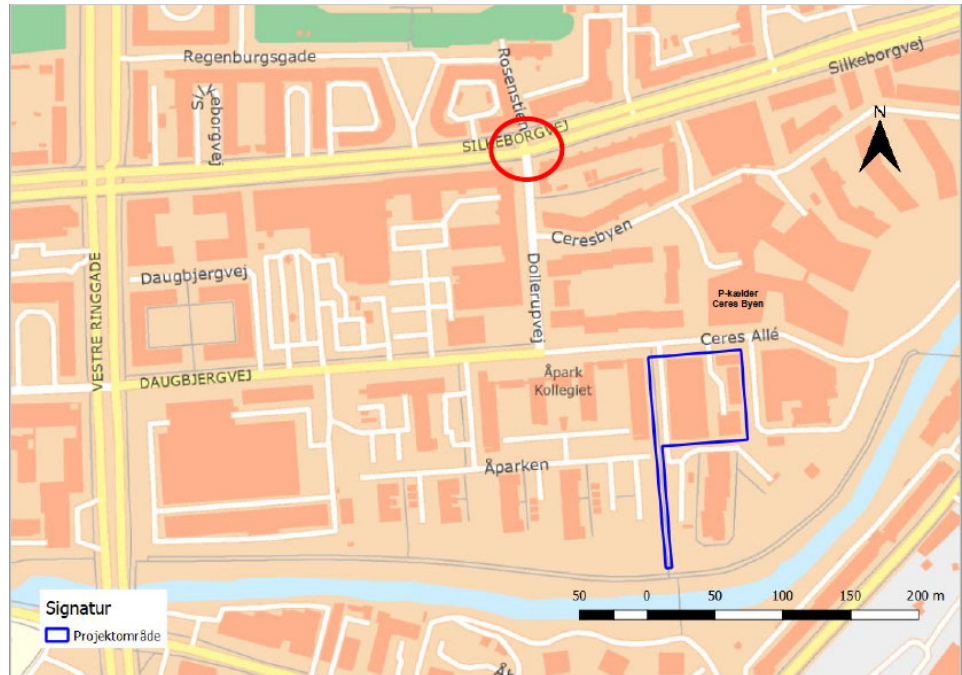 Regenburgsgade
Rosenstien
Silkeborgvej
Silkeborgvej
SILKEBORGVEJ
N
Ceresbyen
Daugbjergvej
Dollerupvej
P-kælder
Ceres Byen
VESTRE RINGGADE
Ceres Allé
DAUGBJERGVEJ
Åpark
Kollegiet
Åparken
Signatur
Projektområde
50 0 50 100 150 200 m